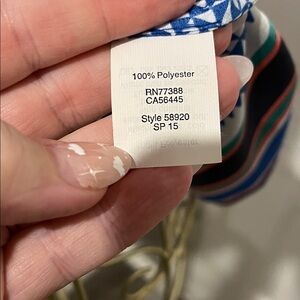 100% Polyester
RN77388
CA56445
Style 58920
SP 15